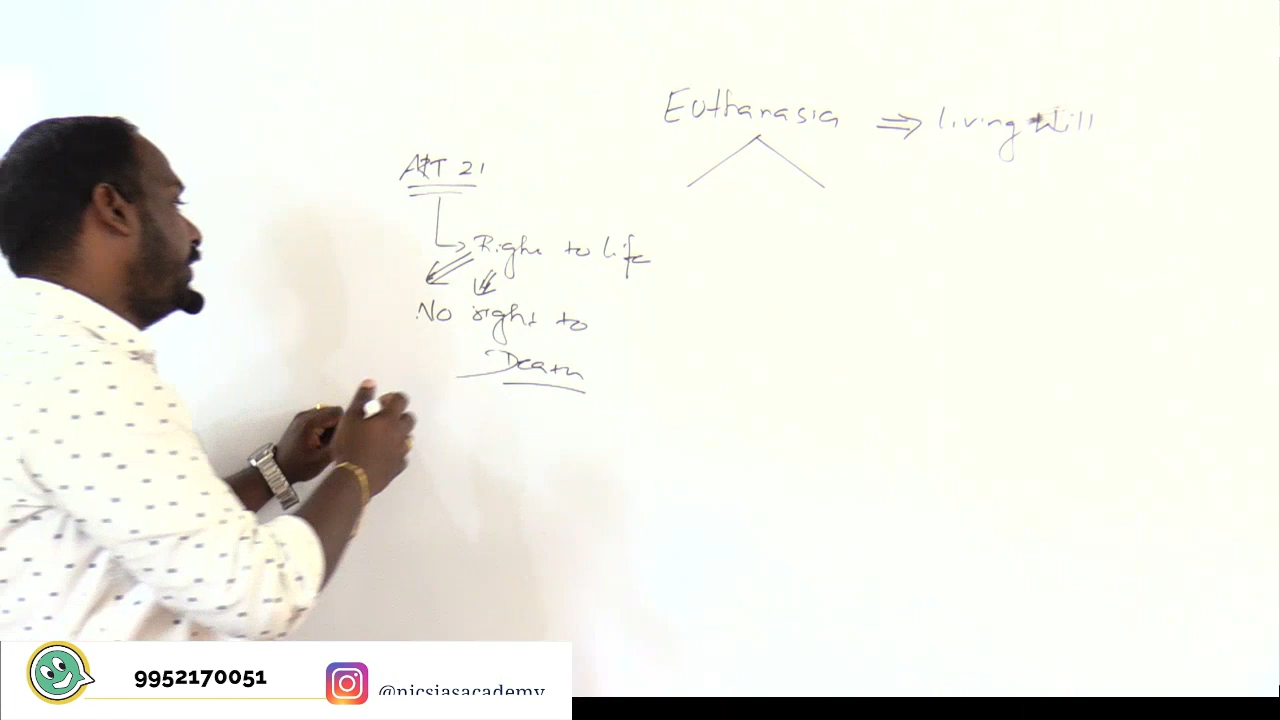 Euthanasia ⇒ living Will
ART 21
Right to life
No right to
Death
9952170051
@nicsiasacademy